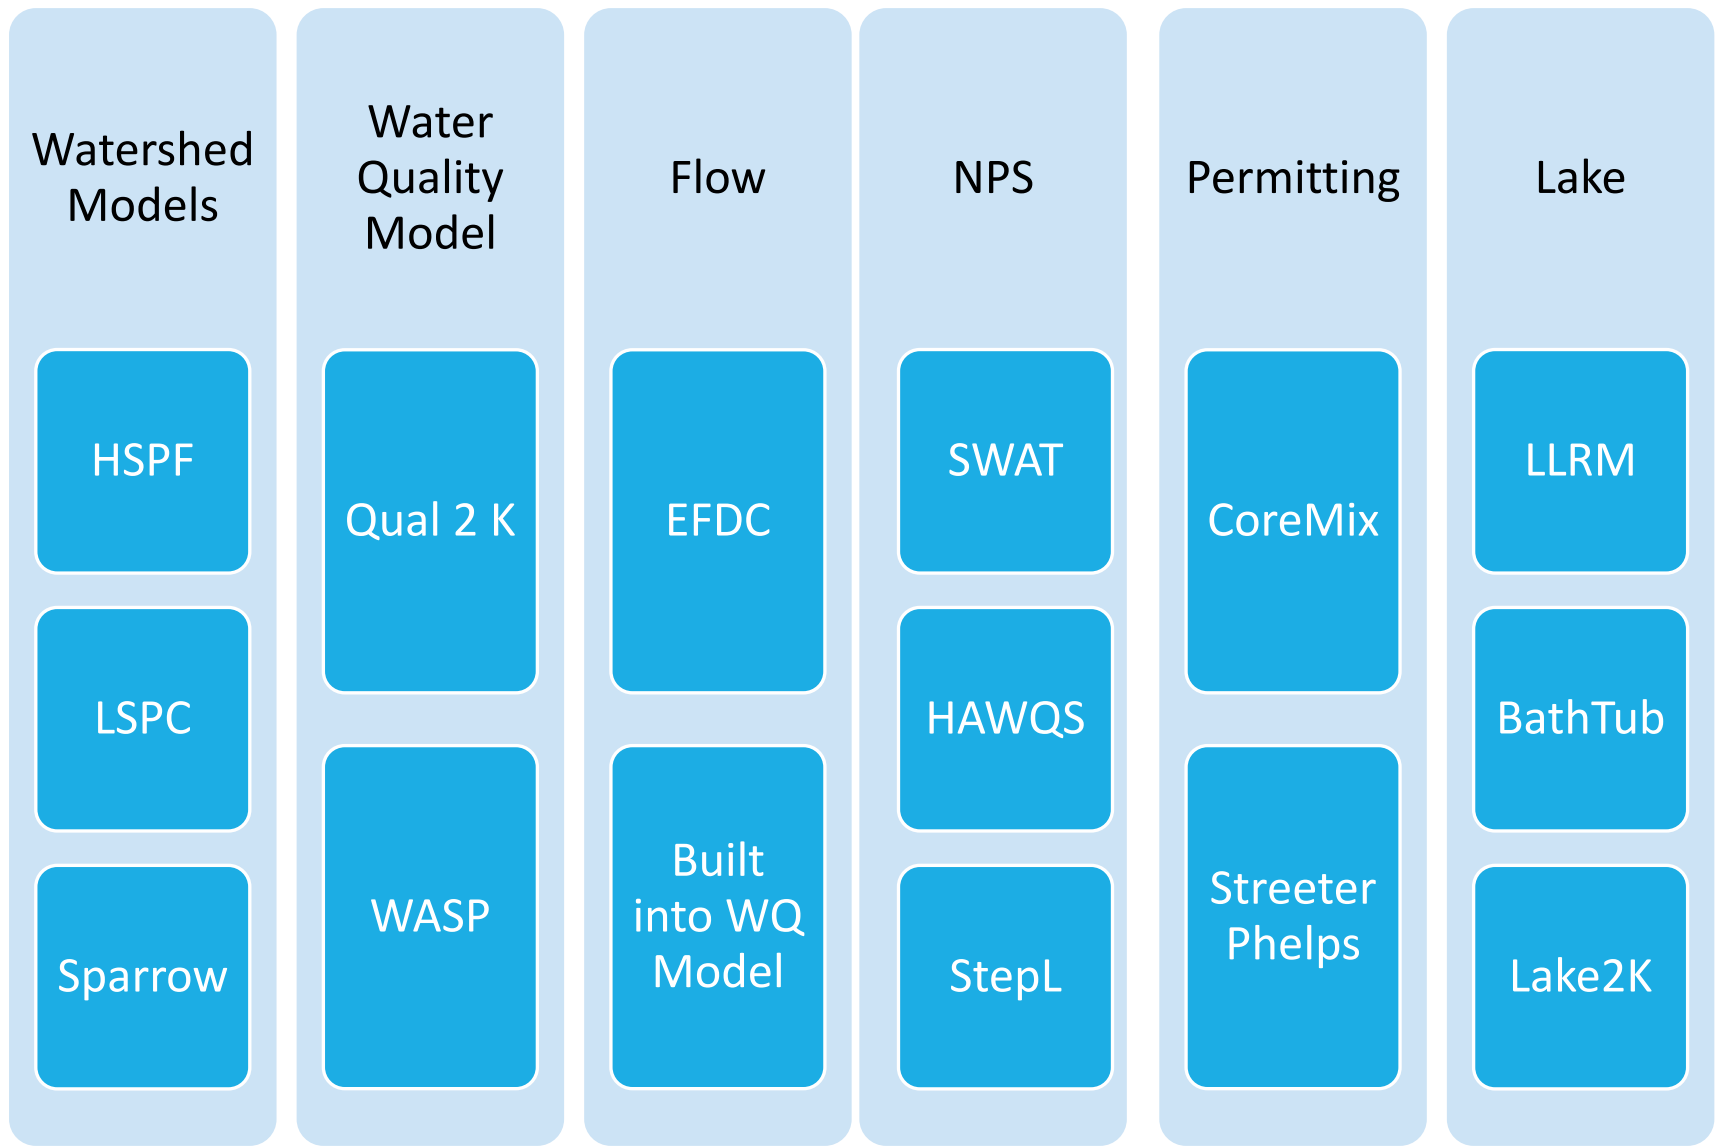 Watershed
Models
HSPF
LSPC
Sparrow
Water
Quality
Model
Qual 2 K
WASP
Flow
EFDC
Built
into WQ
Model
NPS
SWAT
HAWQS
StepL
Permitting
CoreMix
Streeter
Phelps
Lake
LLRM
BathTub
Lake2K